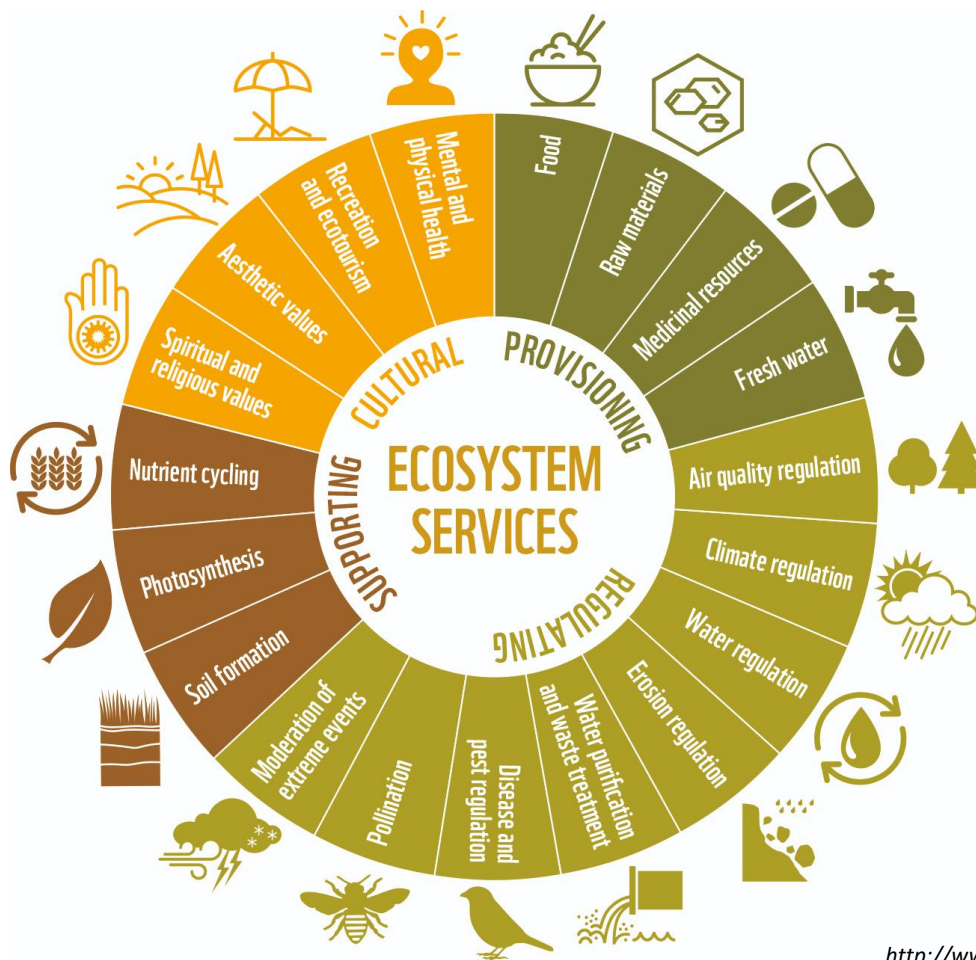 ECOSYSTEM
SERVICES
PROVISIONING
Food
Raw materials
Medicinal resources
Fresh water
REGULATING
Air quality regulation
Climate regulation
Water regulation
Erosion regulation
Water purification
and waste treatment
Disease and
pest regulation
Pollination
Moderation of
extreme events
SUPPORTING
Soil formation
Photosynthesis
Nutrient cycling
CULTURAL
Spiritual and
religious values
Aesthetic values
Recreation
and ecotourism
Mental and
physical health
http://w